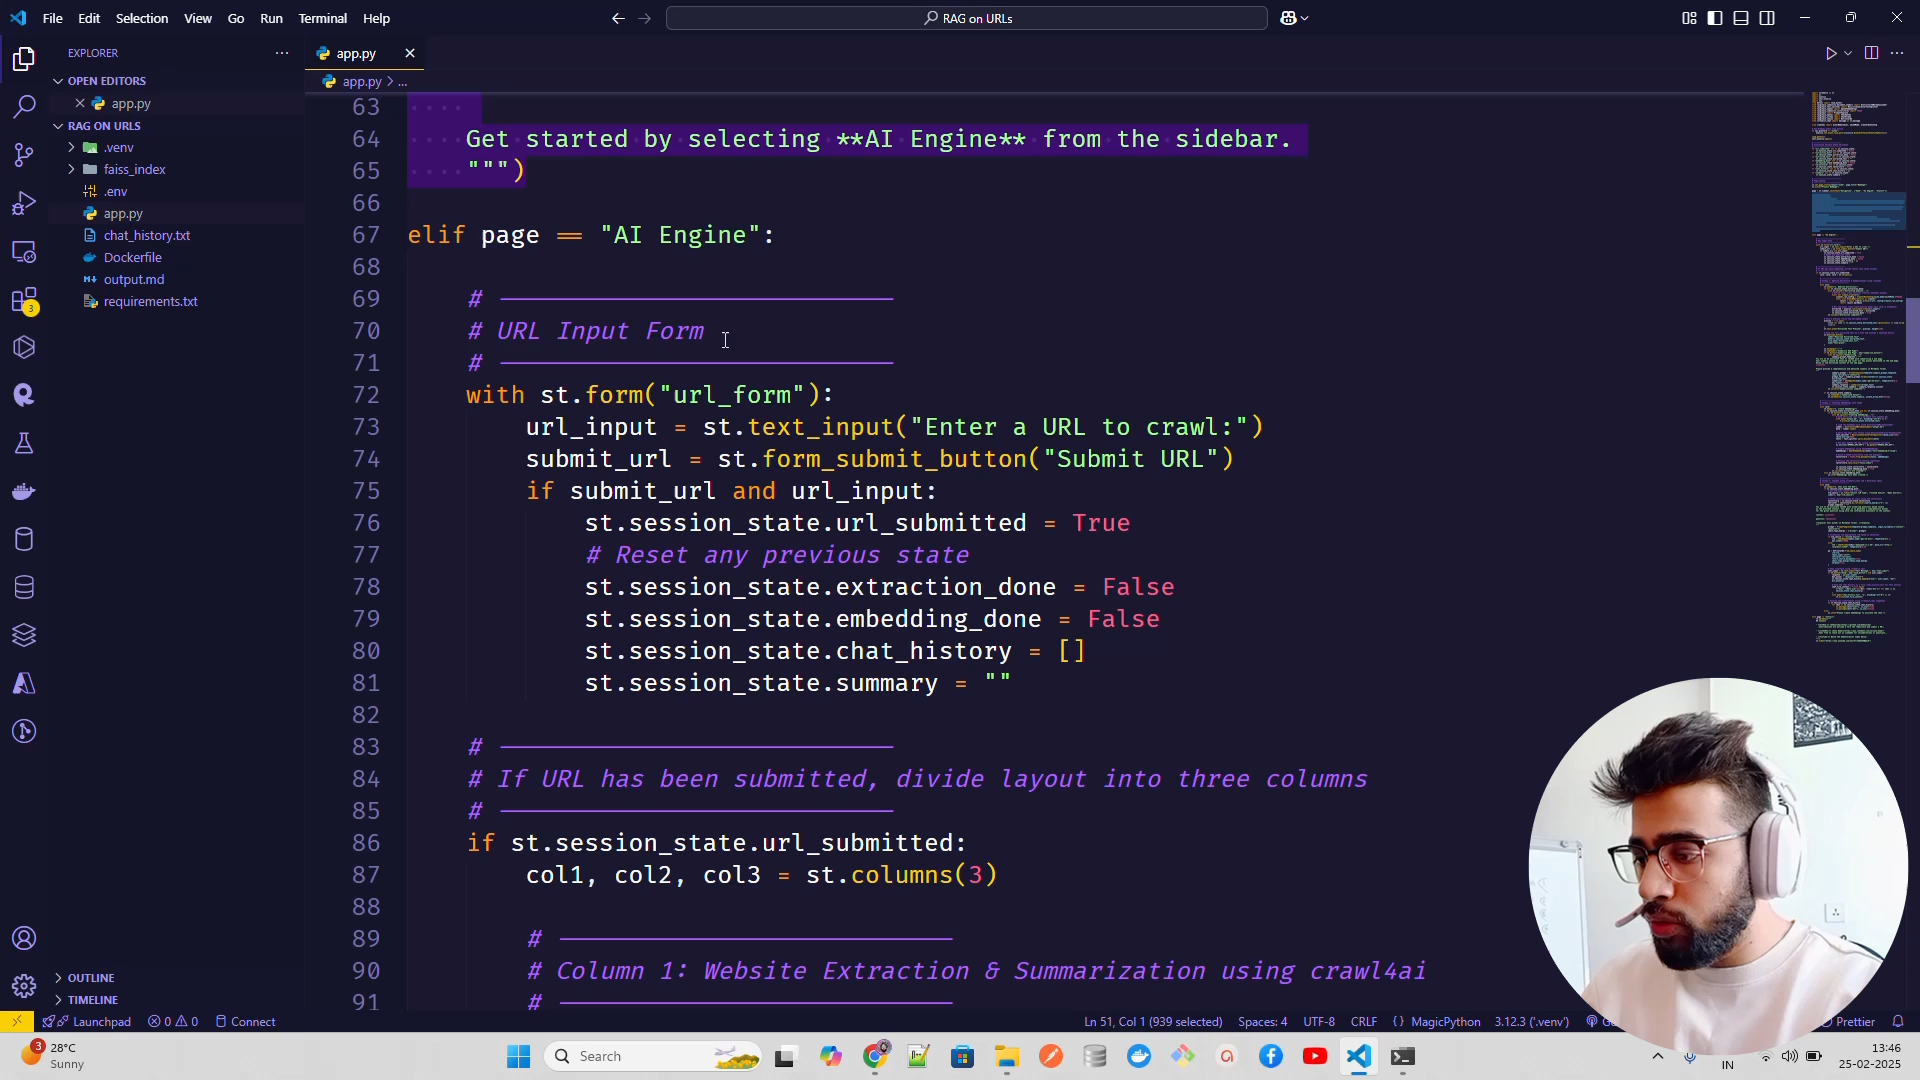 File Edit Selection View Go Run Terminal Help
RAG on URLs
EXPLORER
OPEN EDITORS
app.py
RAG ON URLS
.venv
faiss_index
.env
app.py
chat_history.txt
Dockerfile
output.md
requirements.txt
OUTLINE
TIMELINE
3
app.py
app.py > ...
63
64 Get started by selecting **AI Engine** from the sidebar.
65 """)
66
67 elif page == "AI Engine":
68
69 # ----------------------------
70 # URL Input Form
71 # ----------------------------
72 with st.form("url_form"):
73 url_input = st.text_input("Enter a URL to crawl:")
74 submit_url = st.form_submit_button("Submit URL")
75 if submit_url and url_input:
76 st.session_state.url_submitted = True
77 # Reset any previous state
78 st.session_state.extraction_done = False
79 st.session_state.embedding_done = False
80 st.session_state.chat_history = []
81 st.session_state.summary = ""
82
83 # ----------------------------
84 # If URL has been submitted, divide layout into three columns
85 # ----------------------------
86 if st.session_state.url_submitted:
87 col1, col2, col3 = st.columns(3)
88
89 # ----------------------------
90 # Column 1: Website Extraction & Summarization using crawl4ai
91 # ----------------------------
Launchpad 0 0 Connect
Ln 51, Col 1 (939 selected) Spaces: 4 UTF-8 CRLF {} MagicPython 3.12.3 ('.venv') Prettier
3 28°C
Sunny
Search
IN
13:46
25-02-2025